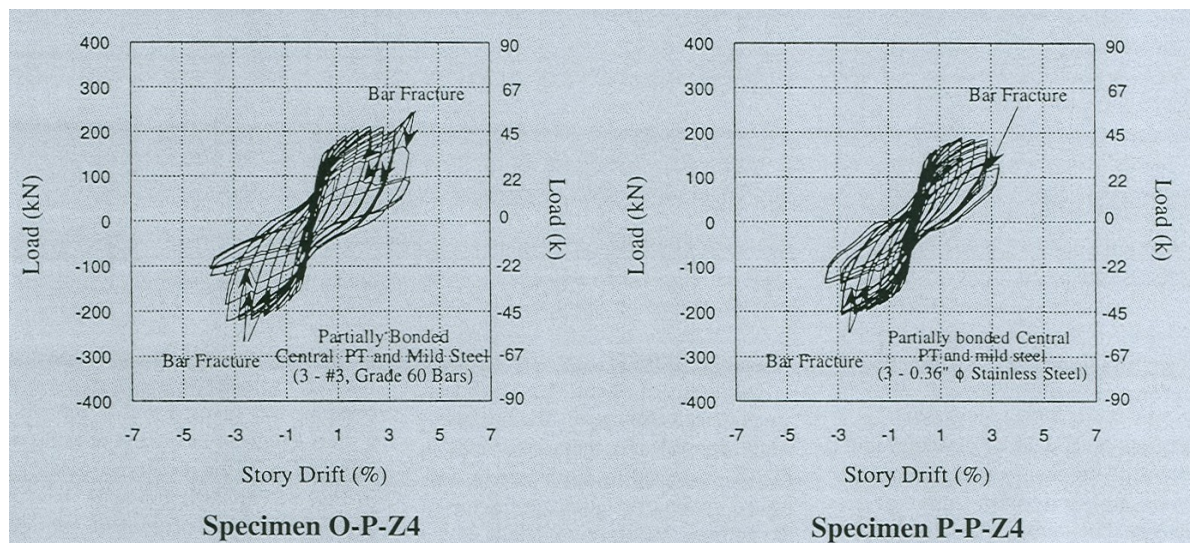 400
300
200
100
0
-100
-200
-300
-400
Load (kN)
90
67
45
22
0
-22
-45
-67
-90
Load (k)
Bar Fracture
Bar Fracture
Partially Bonded
Central PT and Mild Steel
(3 - #3, Grade 60 Bars)
-7 -5 -3 -1 1 3 5 7
Story Drift (%)
Specimen O-P-Z4
400
300
200
100
0
-100
-200
-300
-400
Load (kN)
90
67
45
22
0
-22
-45
-67
-90
Load (k)
Bar Fracture
Bar Fracture
Partially bonded Central
PT and mild steel
(3 - 0.36" ϕ Stainless Steel)
-7 -5 -3 -1 1 3 5 7
Story Drift (%)
Specimen P-P-Z4